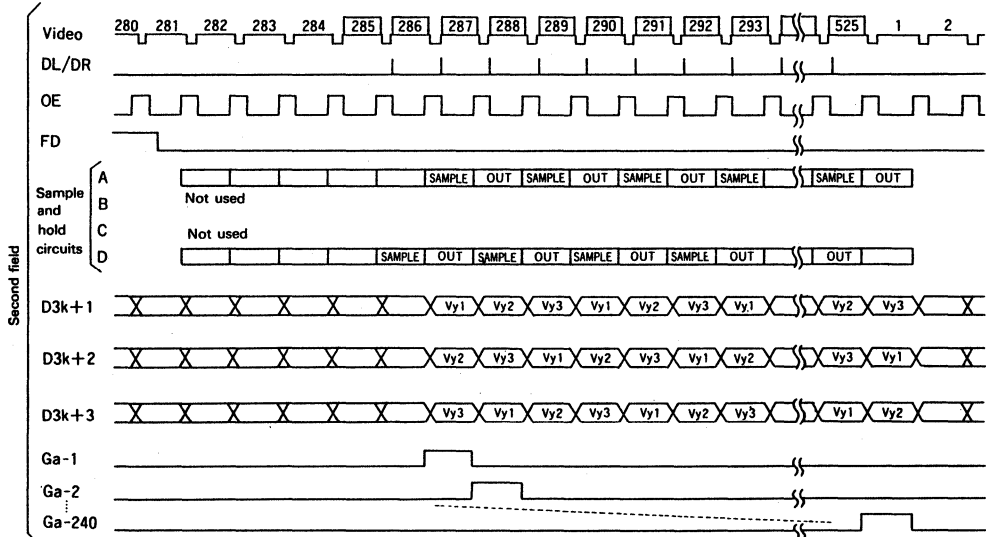 280 281 282 283 284 285 286 287 288 289 290 291 292 293 525 1 2
Video
DL/DR
OE
FD
Second field
Sample and hold circuits
A SAMPLE OUT SAMPLE OUT SAMPLE OUT SAMPLE SAMPLE OUT
Not used
B
C
Not used
D SAMPLE OUT SAMPLE OUT SAMPLE OUT SAMPLE OUT OUT
D3k+1 Vy1 Vy2 Vy3 Vy1 Vy2 Vy3 Vy1 Vy2 Vy3
D3k+2 Vy2 Vy3 Vy1 Vy2 Vy3 Vy1 Vy2 Vy3 Vy1
D3k+3 Vy3 Vy1 Vy2 Vy3 Vy1 Vy2 Vy3 Vy1 Vy2
Ga-1
Ga-2
Ga-240